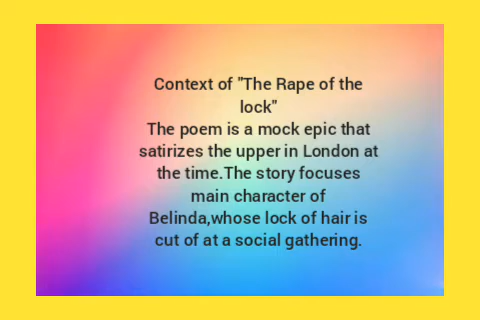 Context of "The Rape of the
lock"
The poem is a mock epic that
satirizes the upper in London at
the time.The story focuses
main character of
Belinda,whose lock of hair is
cut of at a social gathering.